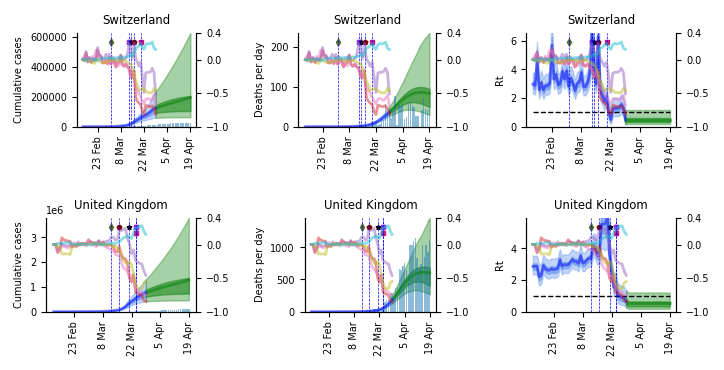 Switzerland
Cumulative cases
600000
400000
200000
0
0.4
0.0
−0.5
−1.0
23 Feb
8 Mar
22 Mar
5 Apr
19 Apr
Switzerland
Deaths per day
200
100
0
0.4
0.0
−0.5
−1.0
23 Feb
8 Mar
22 Mar
5 Apr
19 Apr
Switzerland
Rt
6
4
2
0
0.4
0.0
−0.5
−1.0
23 Feb
8 Mar
22 Mar
5 Apr
19 Apr
United Kingdom
Cumulative cases
1e6
3
2
1
0
0.4
0.0
−0.5
−1.0
23 Feb
8 Mar
22 Mar
5 Apr
19 Apr
United Kingdom
Deaths per day
1000
500
0
0.4
0.0
−0.5
−1.0
23 Feb
8 Mar
22 Mar
5 Apr
19 Apr
United Kingdom
Rt
4
2
0
0.4
0.0
−0.5
−1.0
23 Feb
8 Mar
22 Mar
5 Apr
19 Apr